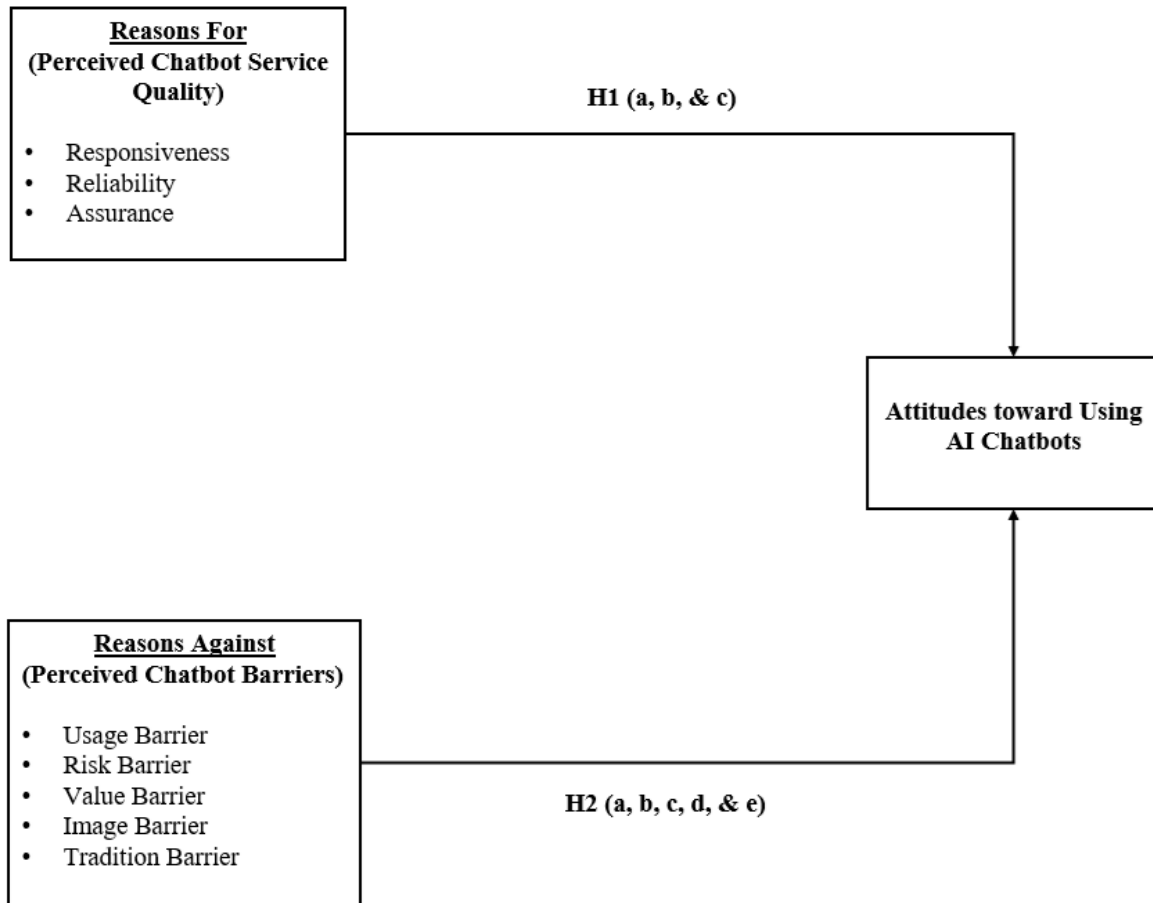 Reasons For
(Perceived Chatbot Service
Quality)
• Responsiveness
• Reliability
• Assurance
H1 (a, b, & c)
Attitudes toward Using
AI Chatbots
Reasons Against
(Perceived Chatbot Barriers)
• Usage Barrier
• Risk Barrier
• Value Barrier
• Image Barrier
• Tradition Barrier
H2 (a, b, c, d, & e)